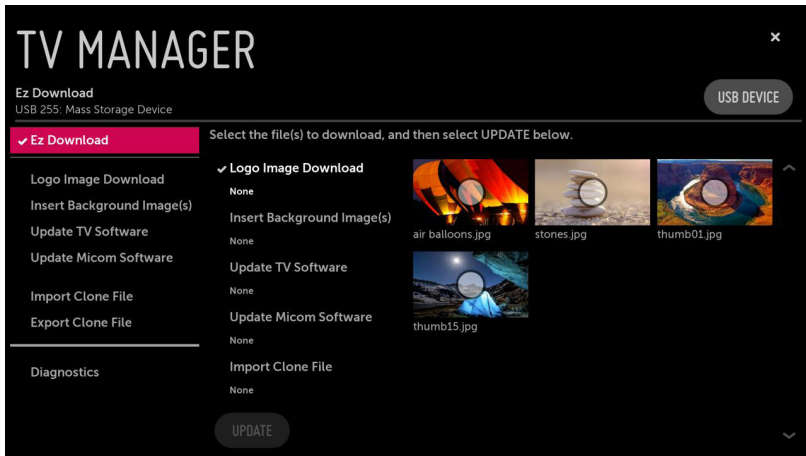 TV MANAGER
Ez Download
USB 255: Mass Storage Device
USB DEVICE
Ez Download
Logo Image Download
Insert Background Image(s)
Update TV Software
Update Micom Software
Import Clone File
Export Clone File
Diagnostics
Select the file(s) to download, and then select UPDATE below.
Logo Image Download
None
Insert Background Image(s)
None
Update TV Software
None
Update Micom Software
None
Import Clone File
None
air balloons.jpg
stones.jpg
thumb01.jpg
thumb15.jpg
UPDATE